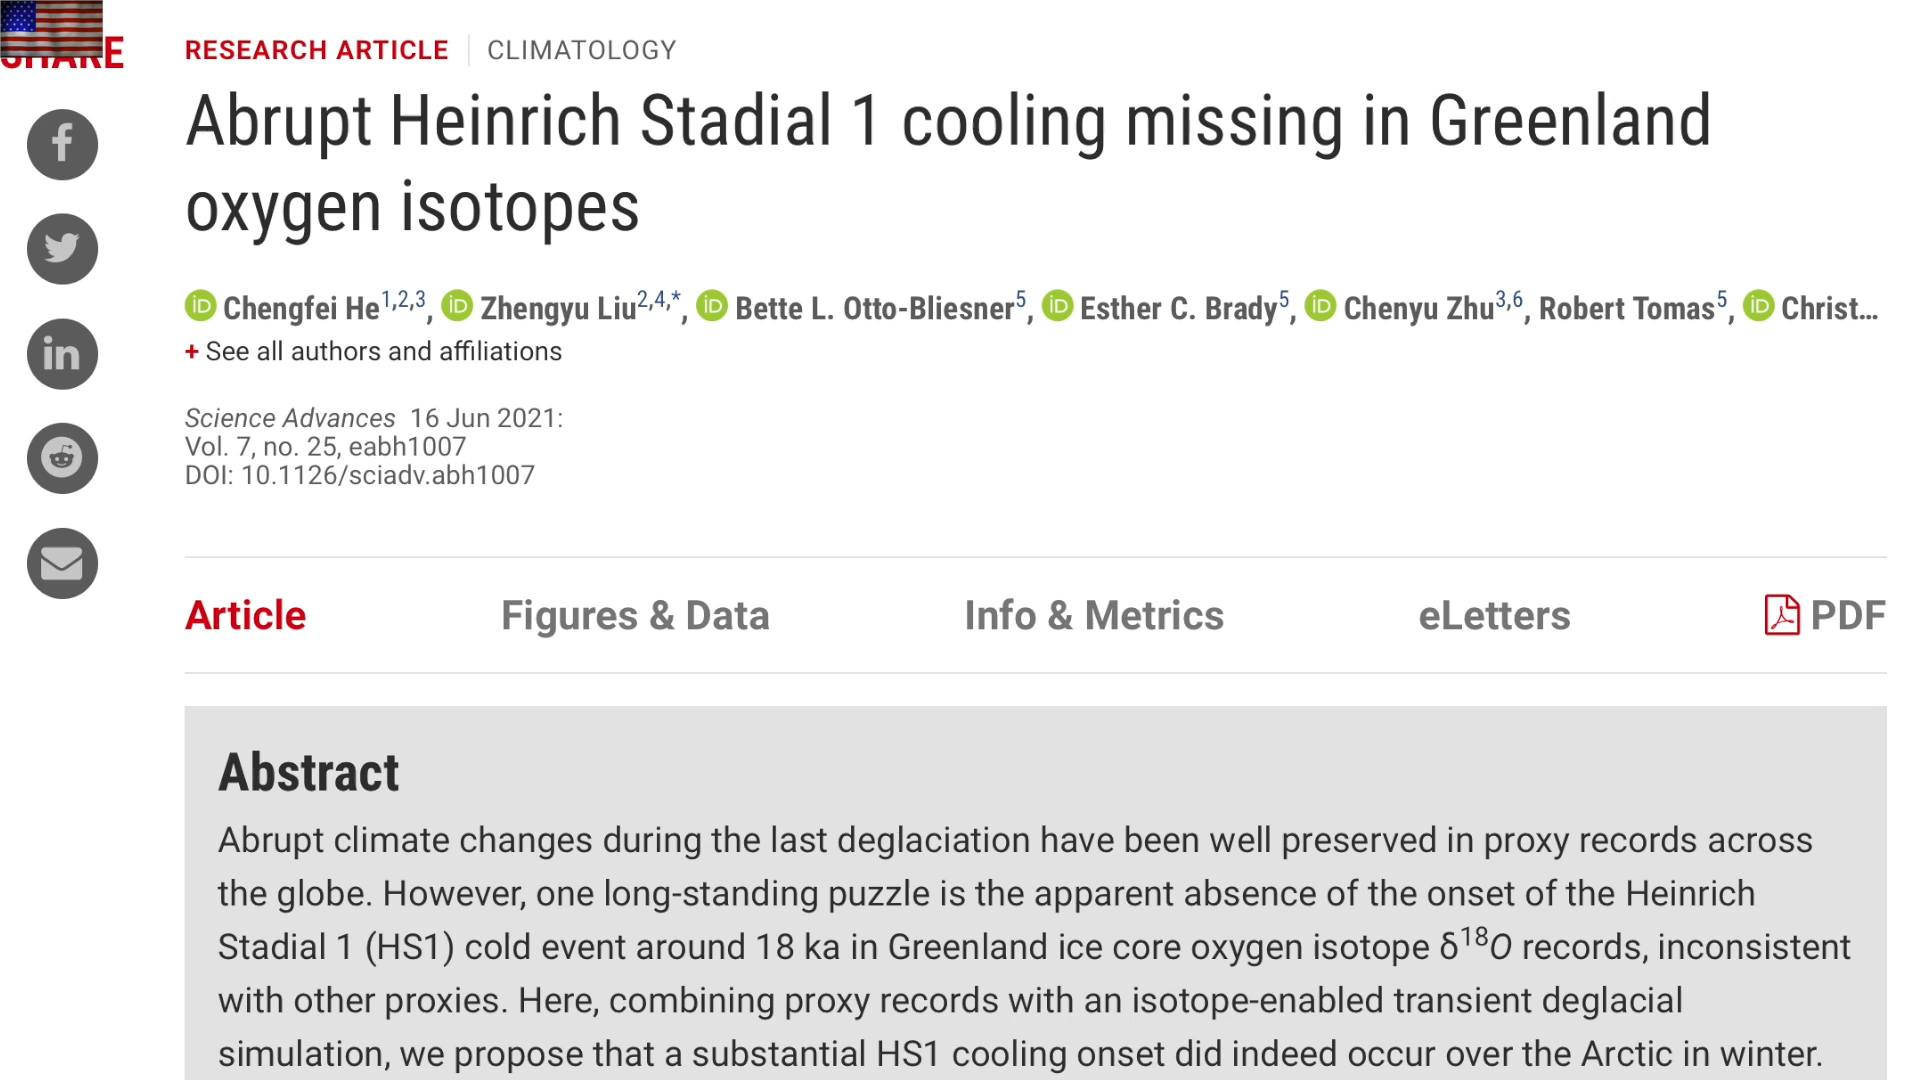 SHARE
RESEARCH ARTICLE CLIMATOLOGY
Abrupt Heinrich Stadial 1 cooling missing in Greenland
oxygen isotopes
iD Chengfei He1,2,3, iD Zhengyu Liu2,4,*, iD Bette L. Otto-Bliesner5, iD Esther C. Brady5, iD Chenyu Zhu3,6, Robert Tomas5, iD Christ...
+ See all authors and affiliations
Science Advances 16 Jun 2021:
Vol. 7, no. 25, eabh1007
DOI: 10.1126/sciadv.abh1007
Article Figures & Data Info & Metrics eLetters PDF
Abstract
Abrupt climate changes during the last deglaciation have been well preserved in proxy records across
the globe. However, one long-standing puzzle is the apparent absence of the onset of the Heinrich
Stadial 1 (HS1) cold event around 18 ka in Greenland ice core oxygen isotope δ18O records, inconsistent
with other proxies. Here, combining proxy records with an isotope-enabled transient deglacial
simulation, we propose that a substantial HS1 cooling onset did indeed occur over the Arctic in winter.